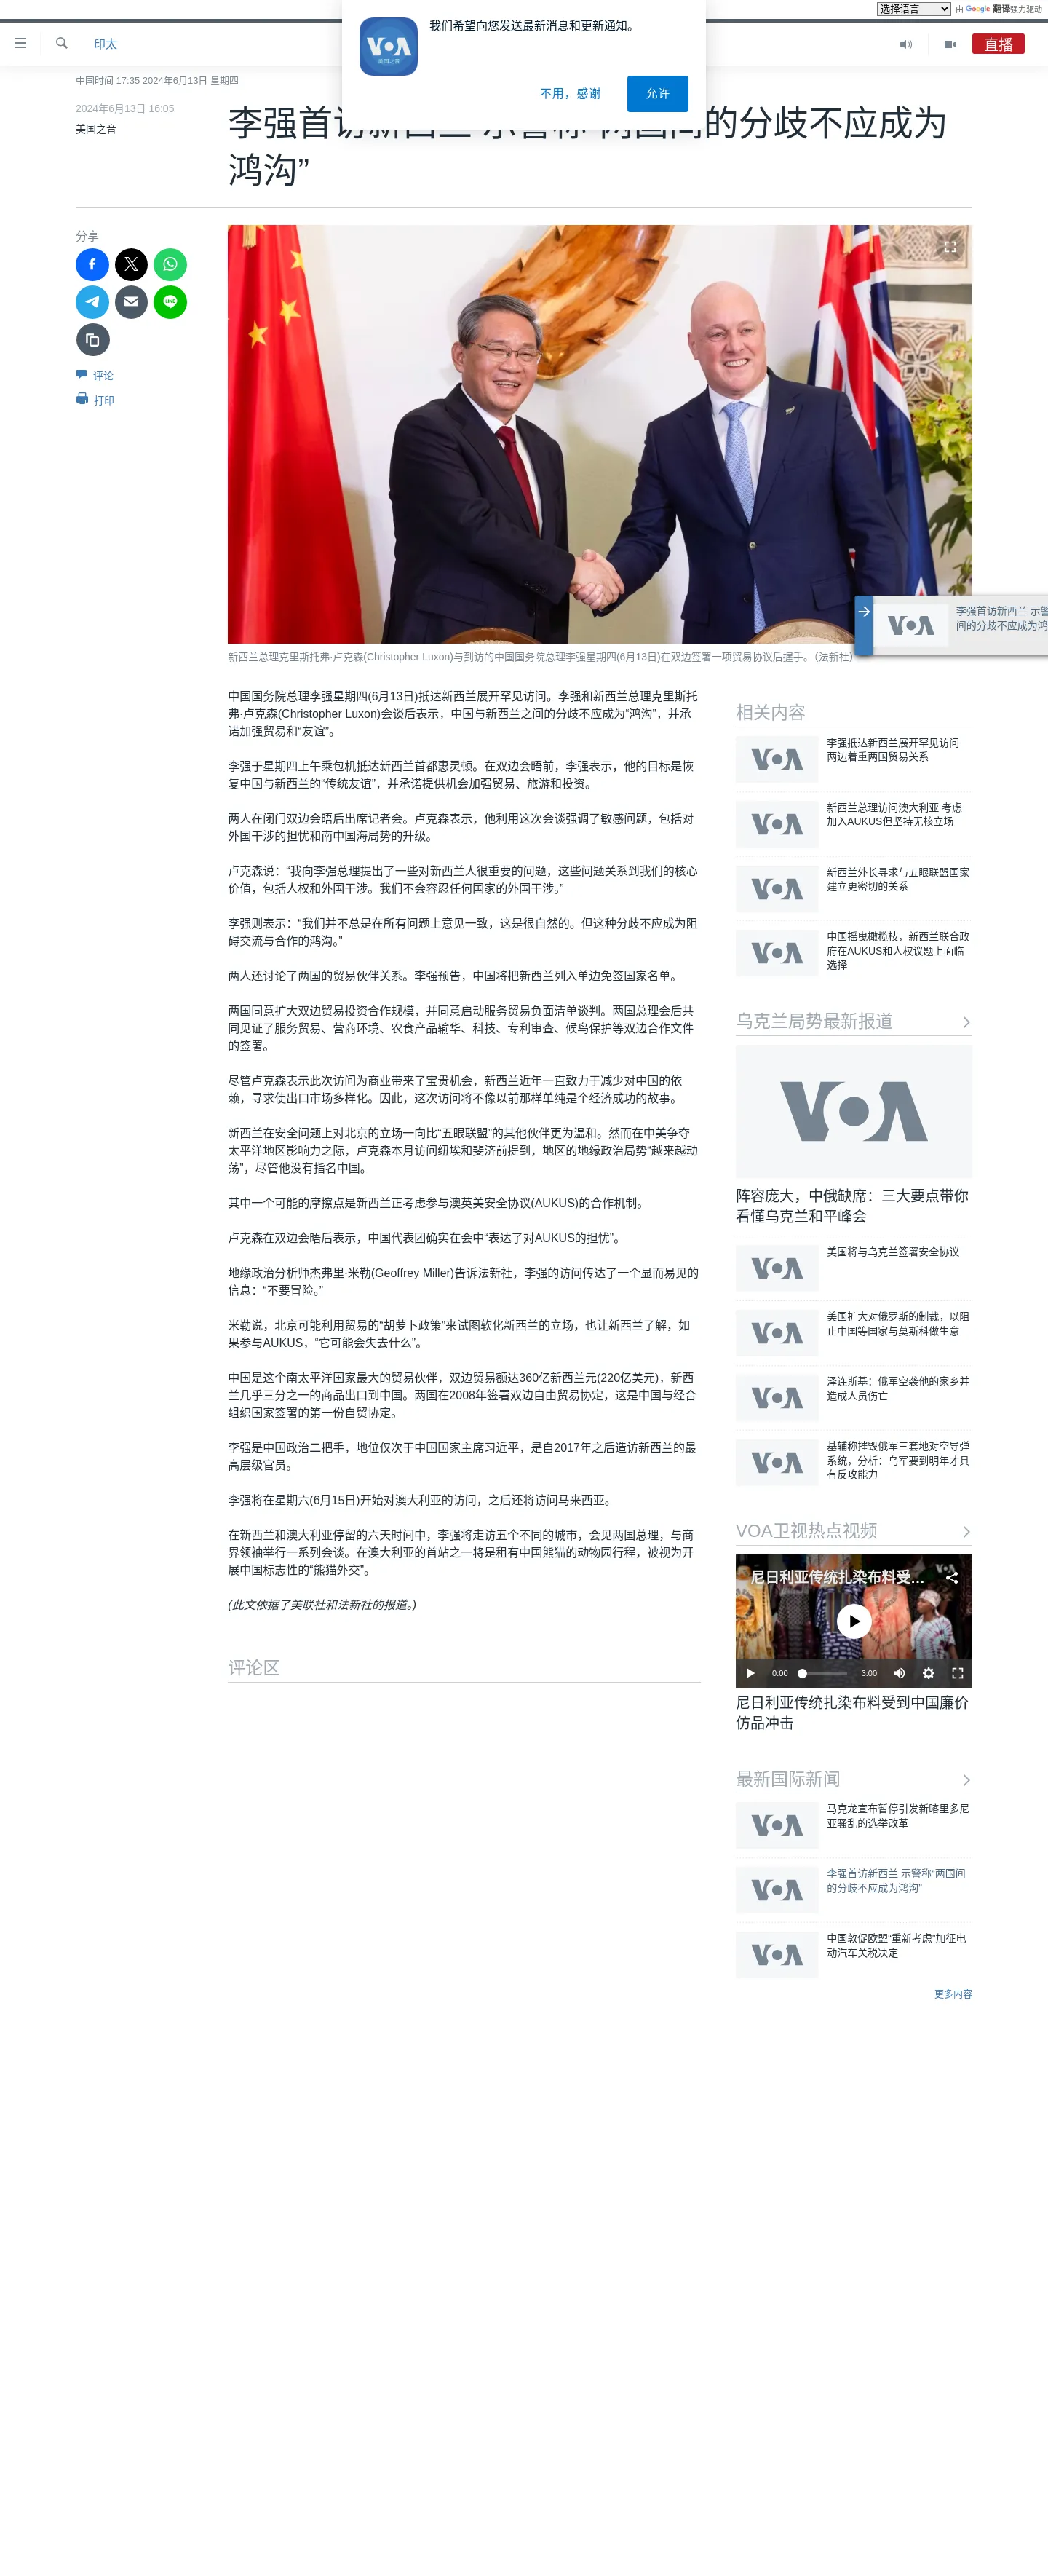 选择语言
由 Google 翻译强力驱动
我们希望向您发送最新消息和更新通知。
VOA
美国之音
不用，感谢
允许
印太
直播
中国时间 17:35 2024年6月13日 星期四
2024年6月13日 16:05
美国之音
李强首访新西兰 示警称“两国间的分歧不应成为
鸿沟”
分享
评论
打印
新西兰总理克里斯托弗·卢克森(Christopher Luxon)与到访的中国国务院总理李强星期四(6月13日)在双边签署一项贸易协议后握手。（法新社）
VOA
李强首访新西兰 示警
间的分歧不应成为鸿
中国国务院总理李强星期四(6月13日)抵达新西兰展开罕见访问。李强和新西兰总理克里斯托
弗·卢克森(Christopher Luxon)会谈后表示，中国与新西兰之间的分歧不应成为“鸿沟”，并承
诺加强贸易和“友谊”。
李强于星期四上午乘包机抵达新西兰首都惠灵顿。在双边会晤前，李强表示，他的目标是恢
复中国与新西兰的“传统友谊”，并承诺提供机会加强贸易、旅游和投资。
两人在闭门双边会晤后出席记者会。卢克森表示，他利用这次会谈强调了敏感问题，包括对
外国干涉的担忧和南中国海局势的升级。
卢克森说：“我向李强总理提出了一些对新西兰人很重要的问题，这些问题关系到我们的核心
价值，包括人权和外国干涉。我们不会容忍任何国家的外国干涉。”
李强则表示：“我们并不总是在所有问题上意见一致，这是很自然的。但这种分歧不应成为阻
碍交流与合作的鸿沟。”
两人还讨论了两国的贸易伙伴关系。李强预告，中国将把新西兰列入单边免签国家名单。
两国同意扩大双边贸易投资合作规模，并同意启动服务贸易负面清单谈判。两国总理会后共
同见证了服务贸易、营商环境、农食产品输华、科技、专利审查、候鸟保护等双边合作文件
的签署。
尽管卢克森表示此次访问为商业带来了宝贵机会，新西兰近年一直致力于减少对中国的依
赖，寻求使出口市场多样化。因此，这次访问将不像以前那样单纯是个经济成功的故事。
新西兰在安全问题上对北京的立场一向比“五眼联盟”的其他伙伴更为温和。然而在中美争夺
太平洋地区影响力之际，卢克森本月访问纽埃和斐济前提到，地区的地缘政治局势“越来越动
荡”，尽管他没有指名中国。
其中一个可能的摩擦点是新西兰正考虑参与澳英美安全协议(AUKUS)的合作机制。
卢克森在双边会晤后表示，中国代表团确实在会中“表达了对AUKUS的担忧”。
地缘政治分析师杰弗里·米勒(Geoffrey Miller)告诉法新社，李强的访问传达了一个显而易见的
信息：“不要冒险。”
米勒说，北京可能利用贸易的“胡萝卜政策”来试图软化新西兰的立场，也让新西兰了解，如
果参与AUKUS，“它可能会失去什么”。
中国是这个南太平洋国家最大的贸易伙伴，双边贸易额达360亿新西兰元(220亿美元)，新西
兰几乎三分之一的商品出口到中国。两国在2008年签署双边自由贸易协定，这是中国与经合
组织国家签署的第一份自贸协定。
李强是中国政治二把手，地位仅次于中国国家主席习近平，是自2017年之后造访新西兰的最
高层级官员。
李强将在星期六(6月15日)开始对澳大利亚的访问，之后还将访问马来西亚。
在新西兰和澳大利亚停留的六天时间中，李强将走访五个不同的城市，会见两国总理，与商
界领袖举行一系列会谈。在澳大利亚的首站之一将是租有中国熊猫的动物园行程，被视为开
展中国标志性的“熊猫外交”。
(此文依据了美联社和法新社的报道。)
评论区
相关内容
VOA
李强抵达新西兰展开罕见访问
两边着重两国贸易关系
VOA
新西兰总理访问澳大利亚 考虑
加入AUKUS但坚持无核立场
VOA
新西兰外长寻求与五眼联盟国家
建立更密切的关系
VOA
中国摇曳橄榄枝，新西兰联合政
府在AUKUS和人权议题上面临
选择
乌克兰局势最新报道
VOA
阵容庞大，中俄缺席：三大要点带你
看懂乌克兰和平峰会
VOA
美国将与乌克兰签署安全协议
VOA
美国扩大对俄罗斯的制裁，以阻
止中国等国家与莫斯科做生意
VOA
泽连斯基：俄军空袭他的家乡并
造成人员伤亡
VOA
基辅称摧毁俄军三套地对空导弹
系统，分析：乌军要到明年才具
有反攻能力
VOA卫视热点视频
尼日利亚传统扎染布料受...
VOA
0:00
3:00
尼日利亚传统扎染布料受到中国廉价
仿品冲击
最新国际新闻
VOA
马克龙宣布暂停引发新喀里多尼
亚骚乱的选举改革
VOA
李强首访新西兰 示警称“两国间
的分歧不应成为鸿沟”
VOA
中国敦促欧盟“重新考虑”加征电
动汽车关税决定
更多内容